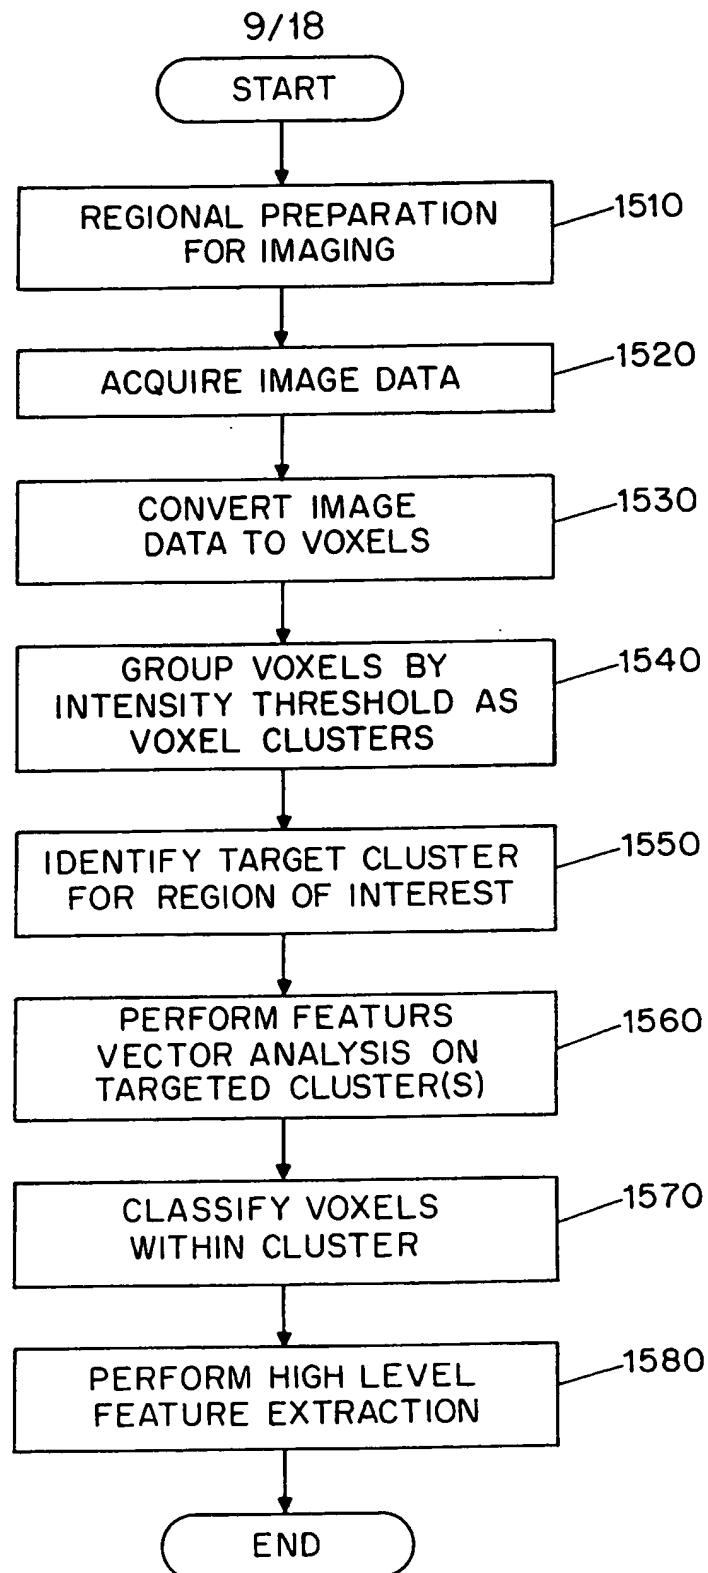 9/18
START
REGIONAL PREPARATION
FOR IMAGING
1510
ACQUIRE IMAGE DATA
1520
CONVERT IMAGE
DATA TO VOXELS
1530
GROUP VOXELS BY
INTENSITY THRESHOLD AS
VOXEL CLUSTERS
1540
IDENTIFY TARGET CLUSTER
FOR REGION OF INTEREST
1550
PERFORM FEATURS
VECTOR ANALYSIS ON
TARGETED CLUSTER(S)
1560
CLASSIFY VOXELS
WITHIN CLUSTER
1570
PERFORM HIGH LEVEL
FEATURE EXTRACTION
1580
END